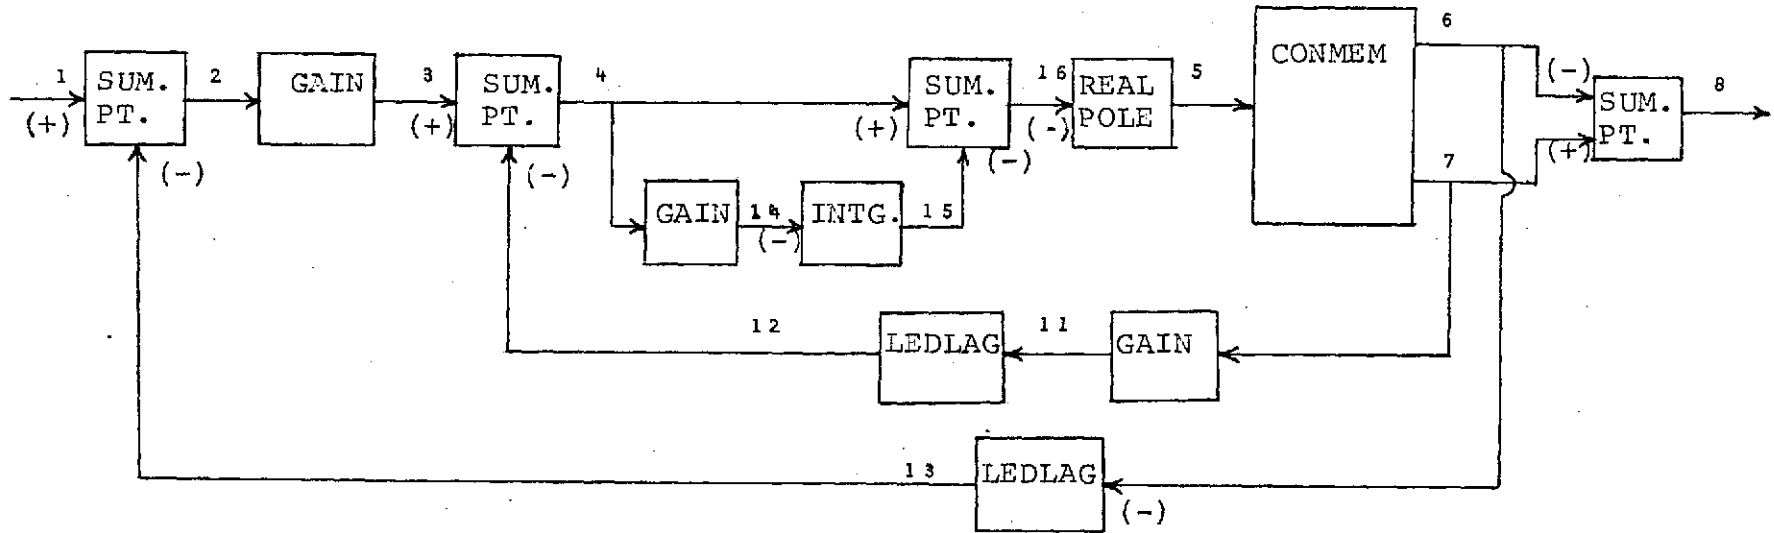 6
CONMEM
1
SUM.
PT.
2
GAIN
3
SUM.
PT.
4
SUM.
PT.
16
REAL
POLE
5
(-)
SUM.
PT.
8
(+)
(+)
(+)
(-)
(+)
(-)
(-)
(-)
7
GAIN
14
(-)
INTG.
15
12
LEDLAG
11
GAIN
13
LEDLAG
(-)